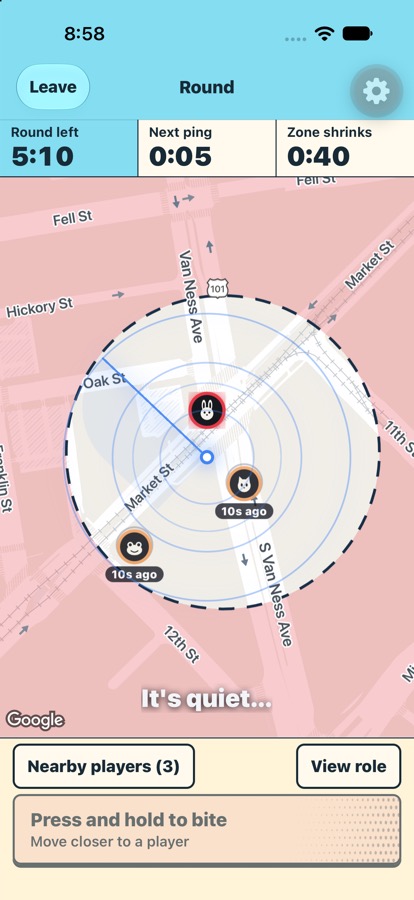 8:58
Leave
Round
Round left
5:10
Next ping
0:05
Zone shrinks
0:40
Fell St
Fell St
Van Ness Ave
Market St
101
Hickory St
Oak St
11th St
Franklin St
Market St
10s ago
10s ago
S Van Ness Ave
12th St
Mi
It's quiet...
Google
Nearby players (3)
View role
Press and hold to bite
Move closer to a player